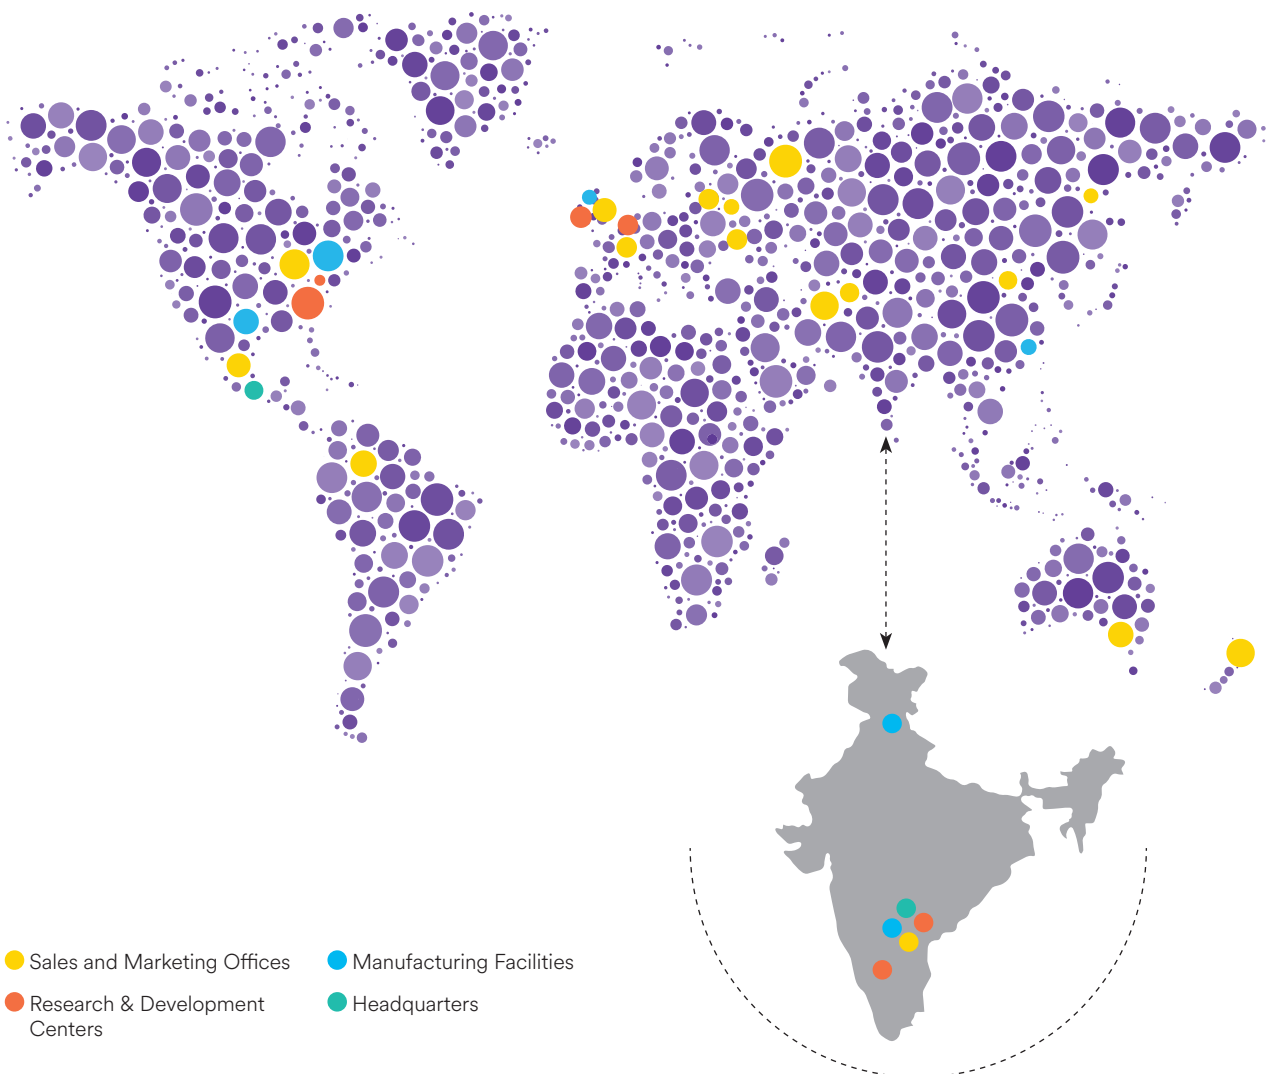 Sales and Marketing Offices
Manufacturing Facilities
Research & Development
Centers
Headquarters